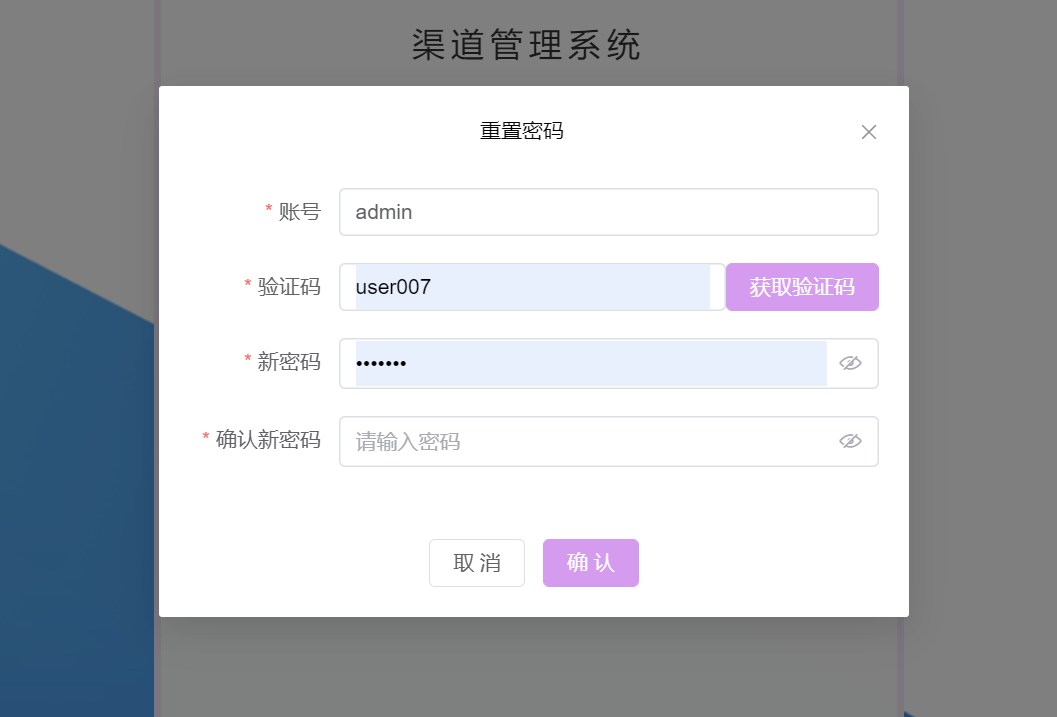 渠道管理系统
重置密码
* 账号 admin
* 验证码 user007 获取验证码
* 新密码 •••••••
* 确认新密码 请输入密码
取 消 确 认